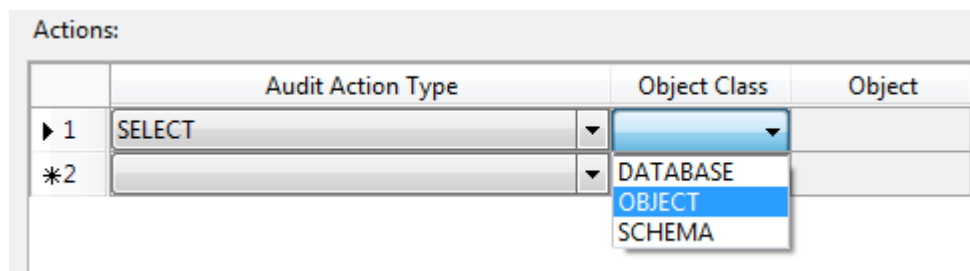 Actions:
Audit Action Type Object Class Object
1 SELECT
*2 DATABASE
OBJECT
SCHEMA